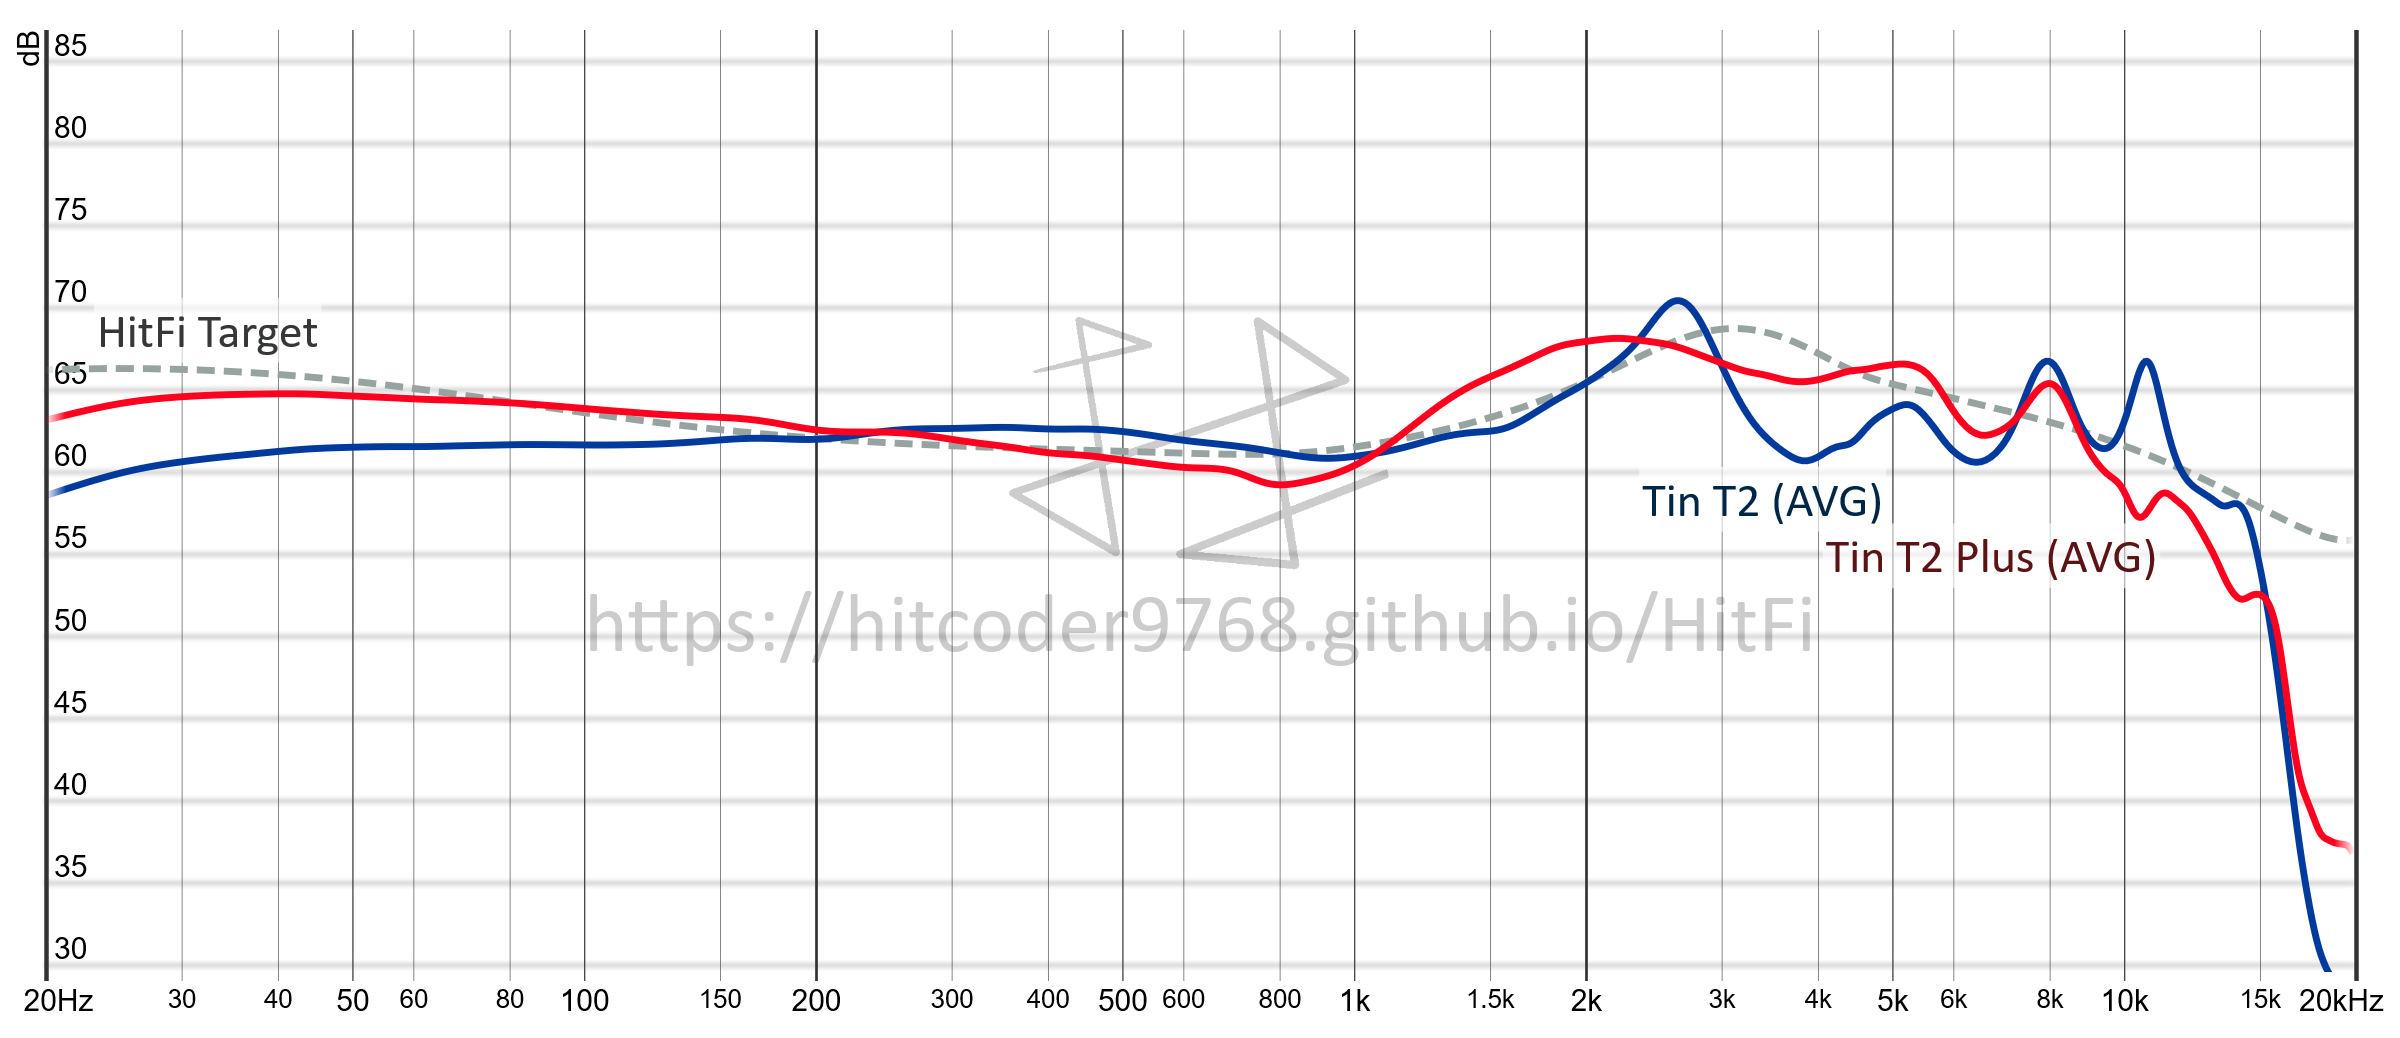 dB
85
80
75
70
HitFi Target
65
60
Tin T2 (AVG)
55
Tin T2 Plus (AVG)
50
https://hitcoder9768.github.io/HitFi
45
40
35
30
20Hz 30 40 50 60 80 100 150 200 300 400 500 600 800 1k 1.5k 2k 3k 4k 5k 6k 8k 10k 15k 20kHz